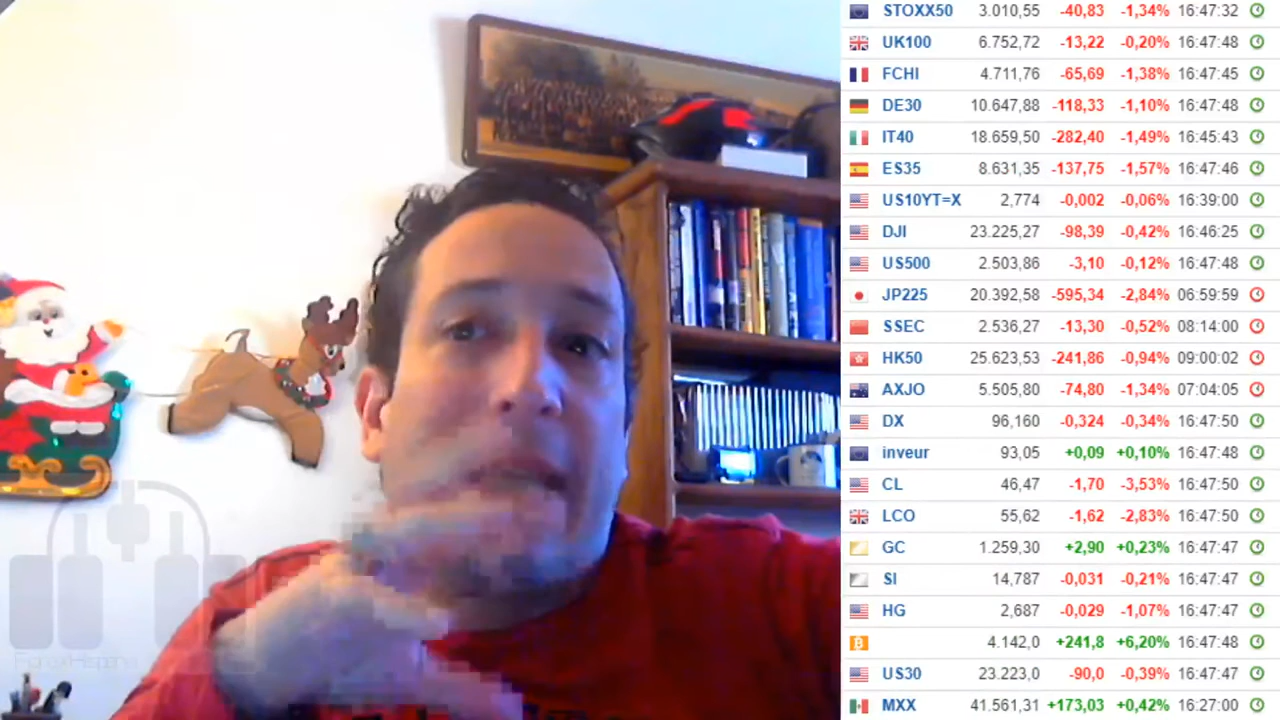 STOXX50 3.010,55 -40,83 -1,34% 16:47:32
UK100 6.752,72 -13,22 -0,20% 16:47:48
FCHI 4.711,76 -65,69 -1,38% 16:47:45
DE30 10.647,88 -118,33 -1,10% 16:47:48
IT40 18.659,50 -282,40 -1,49% 16:45:43
ES35 8.631,35 -137,75 -1,57% 16:47:46
US10YT=X 2,774 -0,002 -0,06% 16:39:00
DJI 23.225,27 -98,39 -0,42% 16:46:25
US500 2.503,86 -3,10 -0,12% 16:47:48
JP225 20.392,58 -595,34 -2,84% 06:59:59
SSEC 2.536,27 -13,30 -0,52% 08:14:00
HK50 25.623,53 -241,86 -0,94% 09:00:02
AXJO 5.505,80 -74,80 -1,34% 07:04:05
DX 96,160 -0,324 -0,34% 16:47:50
inveur 93,05 +0,09 +0,10% 16:47:48
CL 46,47 -1,70 -3,53% 16:47:50
LCO 55,62 -1,62 -2,83% 16:47:50
GC 1.259,30 +2,90 +0,23% 16:47:47
SI 14,787 -0,031 -0,21% 16:47:47
HG 2,687 -0,029 -1,07% 16:47:47
4.142,0 +241,8 +6,20% 16:47:48
US30 23.223,0 -90,0 -0,39% 16:47:47
MXX 41.561,31 +173,03 +0,42% 16:27:00